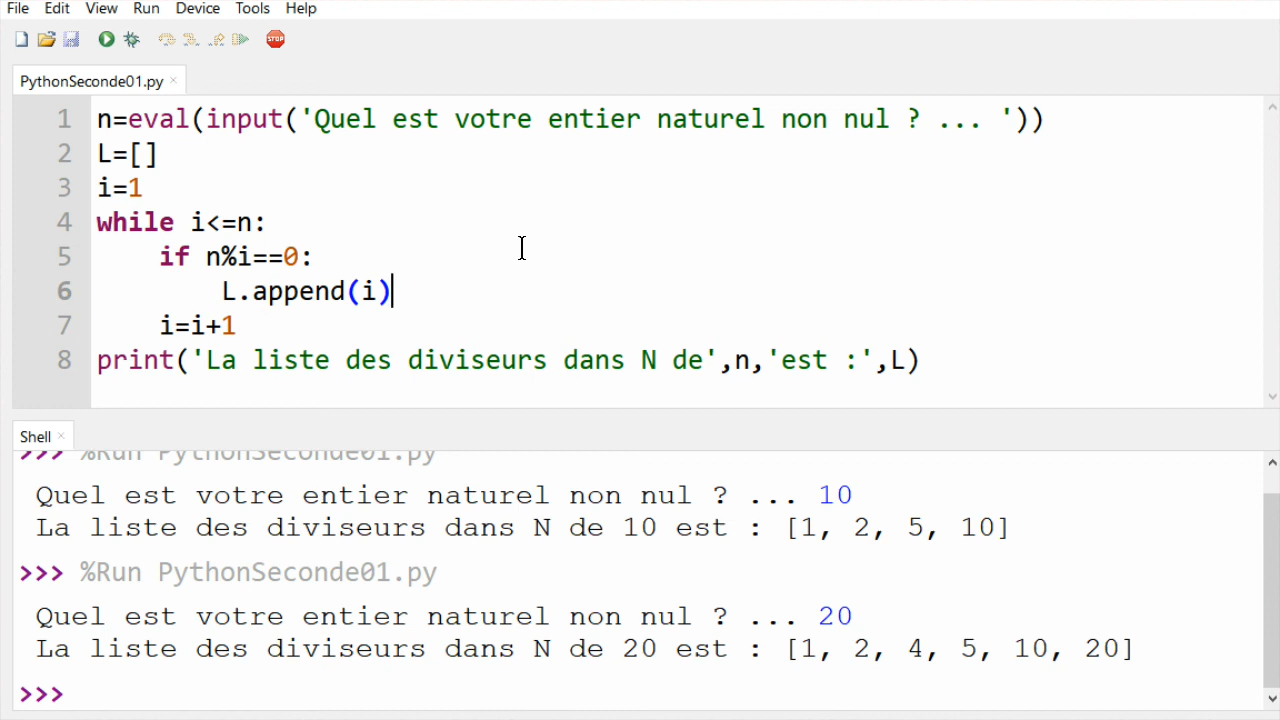 File Edit View Run Device Tools Help
STOP
PythonSeconde01.py ×
1 n=eval(input('Quel est votre entier naturel non nul ? ... '))
2 L=[]
3 i=1
4 while i<=n:
5     if n%i==0:
6         L.append(i)
7     i=i+1
8 print('La liste des diviseurs dans N de',n,'est :',L)
Shell ×
>>> %Run PythonSeconde01.py
Quel est votre entier naturel non nul ? ... 10
La liste des diviseurs dans N de 10 est : [1, 2, 5, 10]
>>> %Run PythonSeconde01.py
Quel est votre entier naturel non nul ? ... 20
La liste des diviseurs dans N de 20 est : [1, 2, 4, 5, 10, 20]
>>>